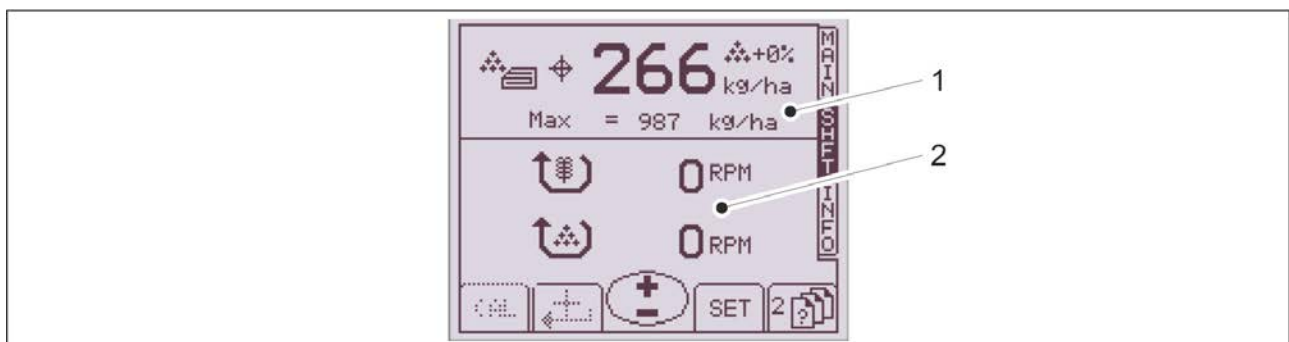 266 +0%
kg/ha
Max = 987 kg/ha
0 RPM
0 RPM
CAL. + - SET 2 ?
MAIN SHFT INFO
1
2